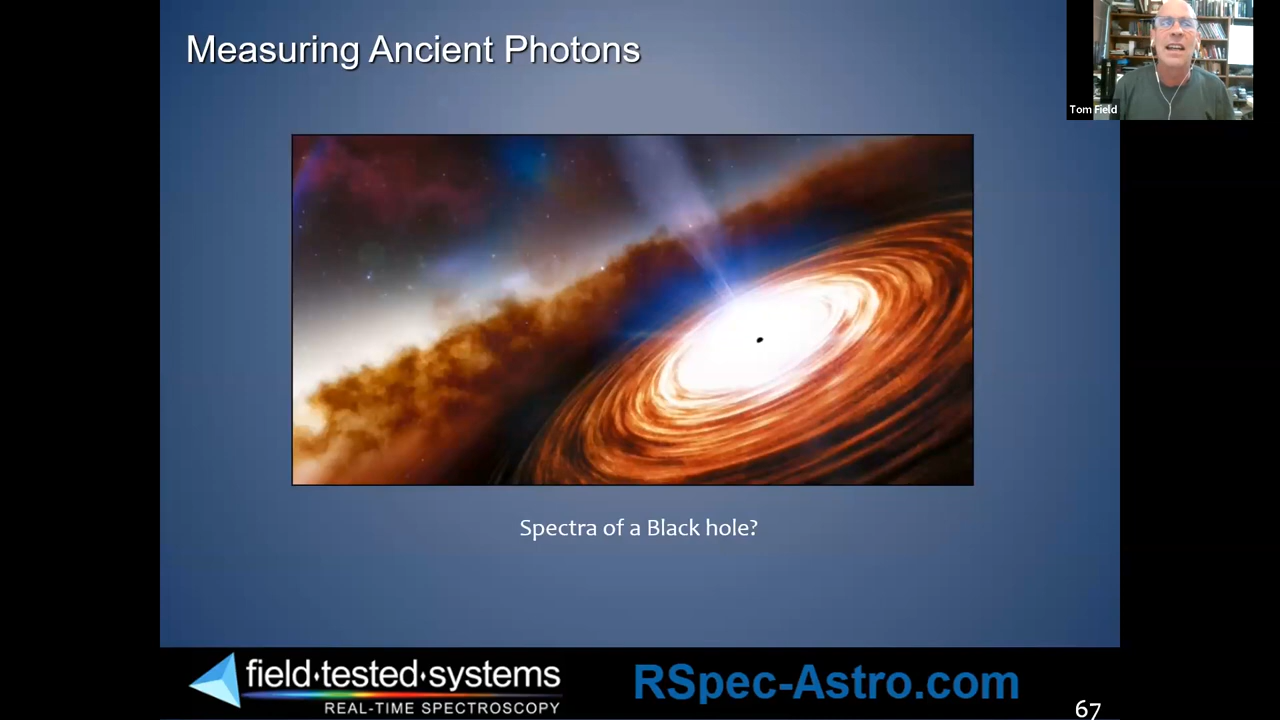 Measuring Ancient Photons
Tom Field
Spectra of a Black hole?
field·tested·systems
REAL-TIME SPECTROSCOPY
RSpec-Astro.com
67